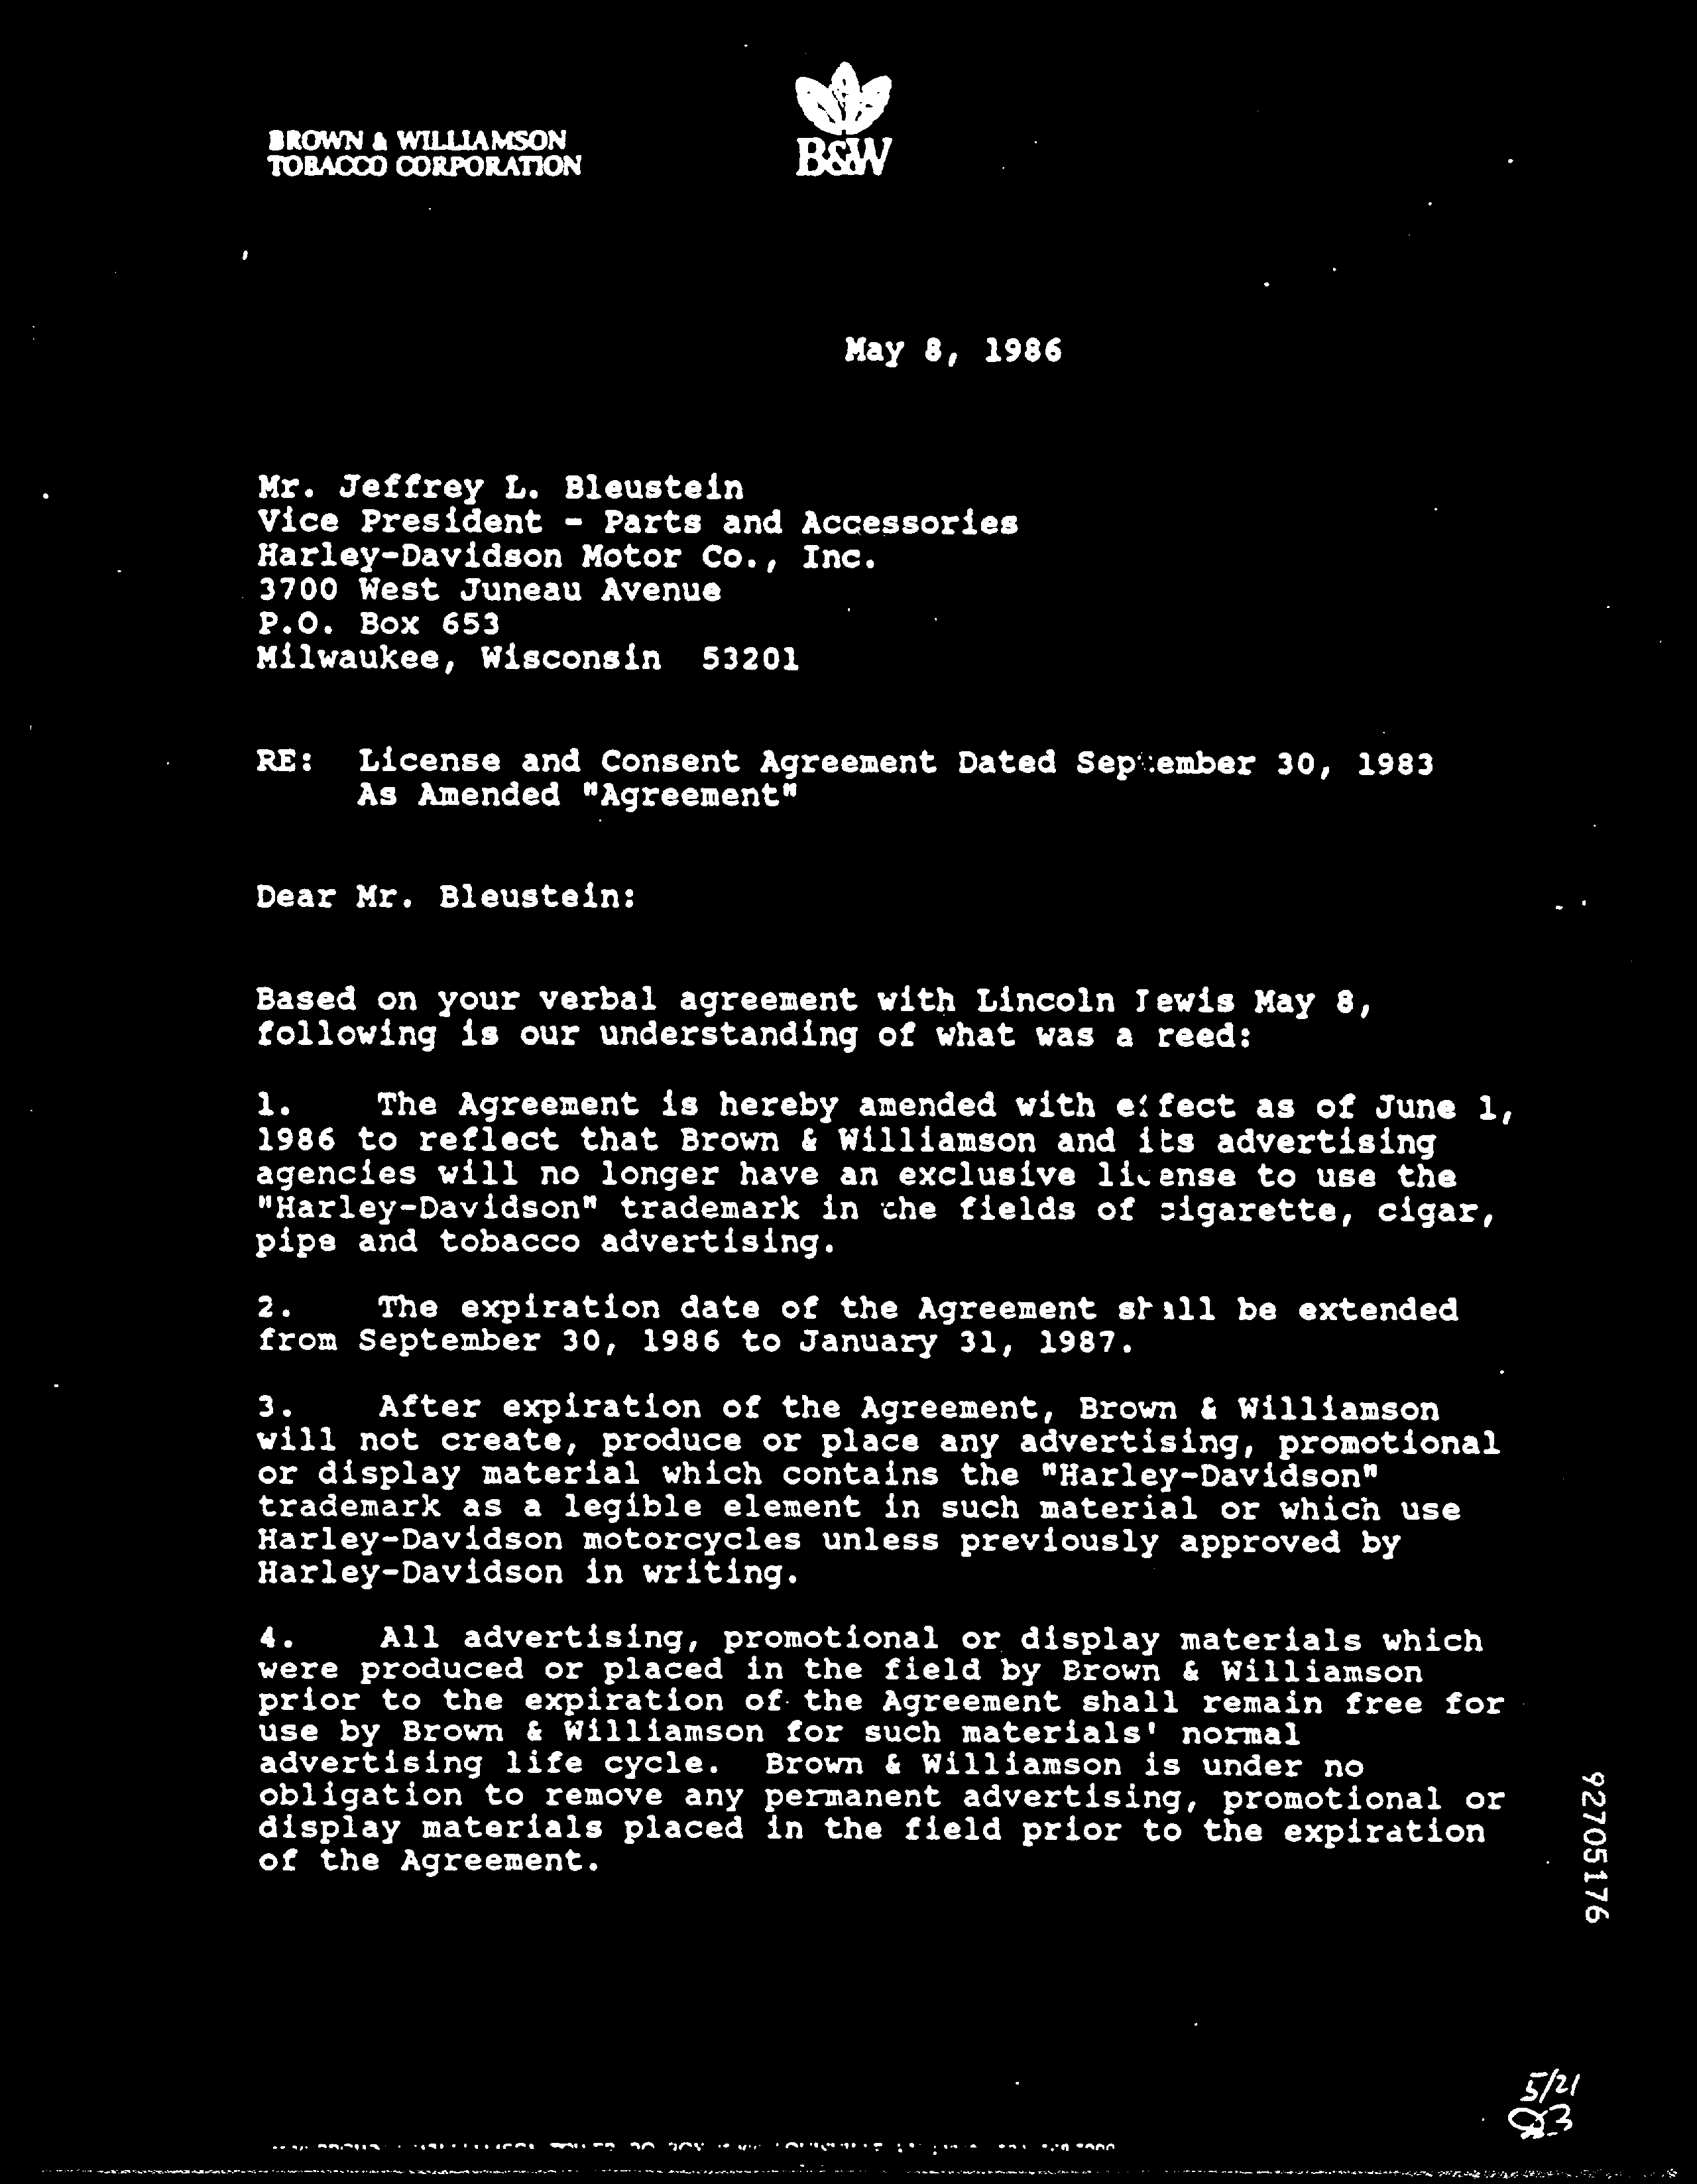 BROWN & WILLIAMSON
TOBACCO CORPORATION
B&W
May 8, 1986
Mr. Jeffrey L. Bleustein
Vice President - Parts and Accessories
Harley-Davidson Motor Co., Inc.
3700 West Juneau Avenue
P.O. Box 653
Milwaukee, Wisconsin 53201
RE: License and Consent Agreement Dated September 30, 1983
As Amended "Agreement"
Dear Mr. Bleustein:
Based on your verbal agreement with Lincoln Lewis May 8,
following is our understanding of what was a reed:
1. The Agreement is hereby amended with effect as of June 1,
1986 to reflect that Brown & Williamson and its advertising
agencies will no longer have an exclusive license to use the
"Harley-Davidson" trademark in the fields of cigarette, cigar,
pipe and tobacco advertising.
2. The expiration date of the Agreement shall be extended
from September 30, 1986 to January 31, 1987.
3. After expiration of the Agreement, Brown & Williamson
will not create, produce or place any advertising, promotional
or display material which contains the "Harley-Davidson"
trademark as a legible element in such material or which use
Harley-Davidson motorcycles unless previously approved by
Harley-Davidson in writing.
4. All advertising, promotional or display materials which
were produced or placed in the field by Brown & Williamson
prior to the expiration of the Agreement shall remain free for
use by Brown & Williamson for such materials' normal
advertising life cycle. Brown & Williamson is under no
obligation to remove any permanent advertising, promotional or
display materials placed in the field prior to the expiration
of the Agreement.
92705176
5/21